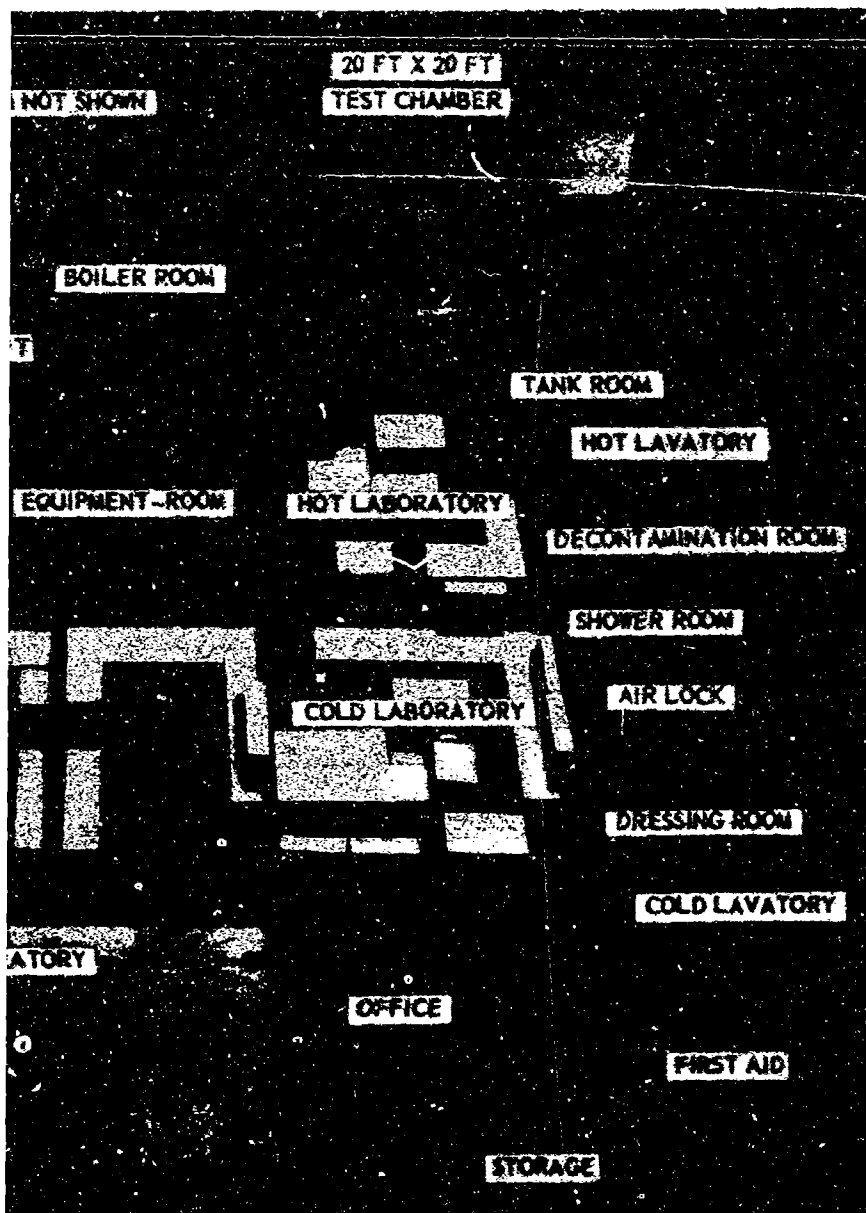 20 FT X 20 FT
NOT SHOWN
TEST CHAMBER
BOILER ROOM
T
TANK ROOM
HOT LAVATORY
EQUIPMENT-ROOM
HOT LABORATORY
DECONTAMINATION ROOM
SHOWER ROOM
AIR LOCK
COLD LABORATORY
DRESSING ROOM
COLD LAVATORY
ATORY
OFFICE
FIRST AID
STORAGE